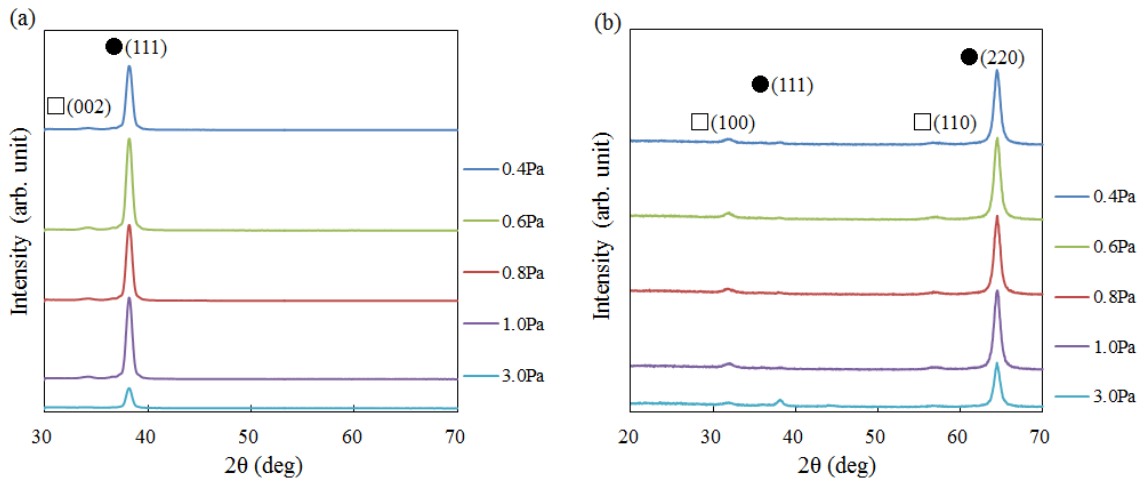 (a)
● (111)
□ (002)
Intensity (arb. unit)
0.4Pa
0.6Pa
0.8Pa
1.0Pa
3.0Pa
30 40 50 60 70
2θ (deg)
(b)
● (220)
● (111)
□ (100) □ (110)
Intensity (arb. unit)
0.4Pa
0.6Pa
0.8Pa
1.0Pa
3.0Pa
20 30 40 50 60 70
2θ (deg)